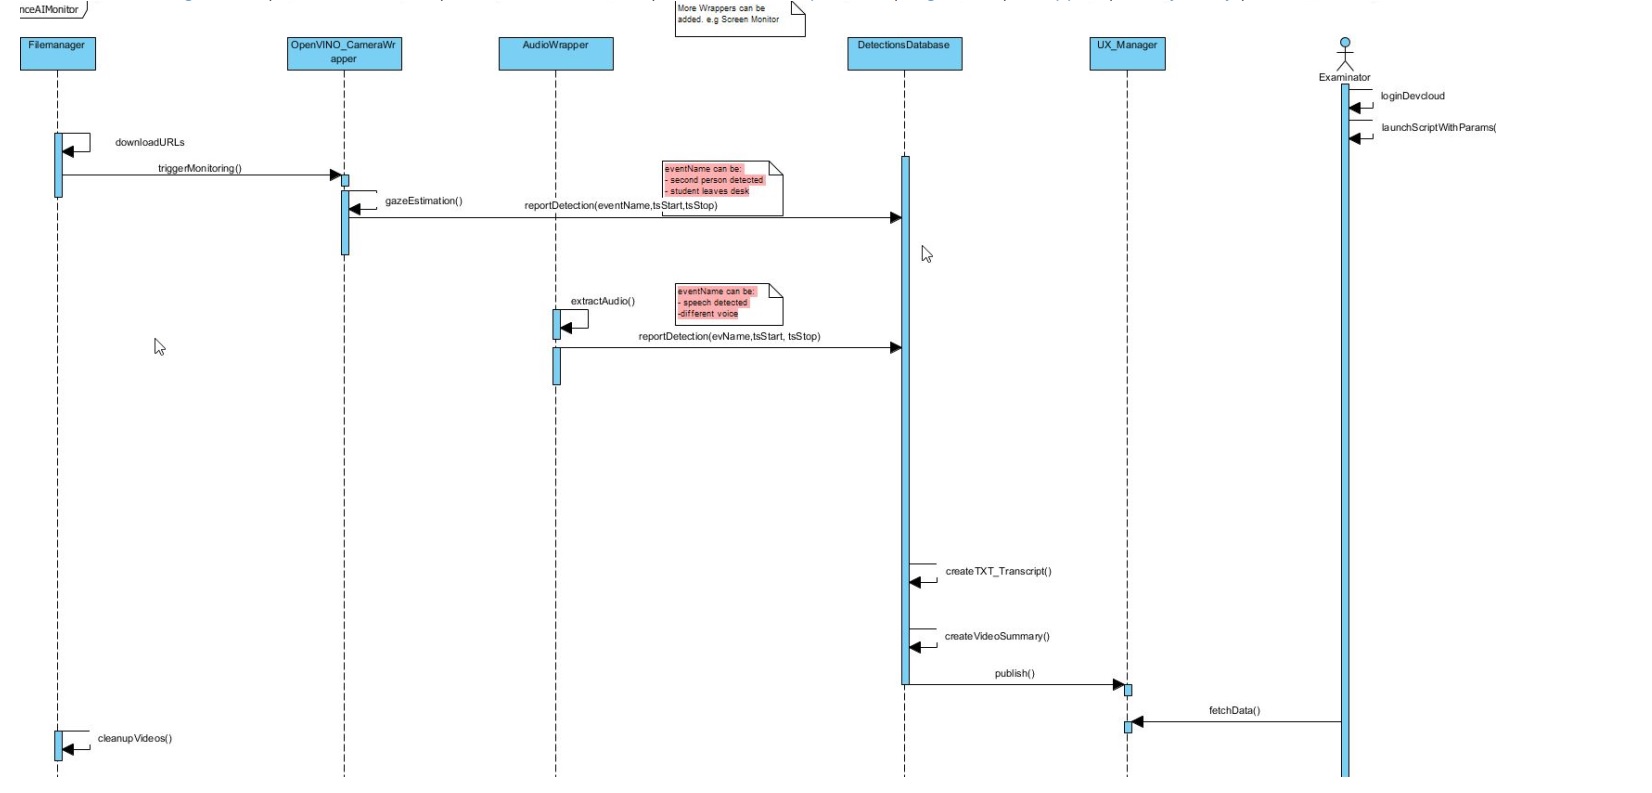 nceAIMonitor
More Wrappers can be
added. e.g Screen Monitor
Filemanager
OpenVINO_CameraWr
apper
AudioWrapper
DetectionsDatabase
UX_Manager
Examinator
loginDevcloud
launchScriptWithParams(
downloadURLs
triggerMonitoring()
eventName can be:
- second person detected
- student leaves desk
gazeEstimation()
reportDetection(eventName,tsStart,tsStop)
eventName can be:
- speech detected
-different voice
extractAudio()
reportDetection(evName,tsStart, tsStop)
createTXT_Transcript()
createVideoSummary()
publish()
fetchData()
cleanupVideos()